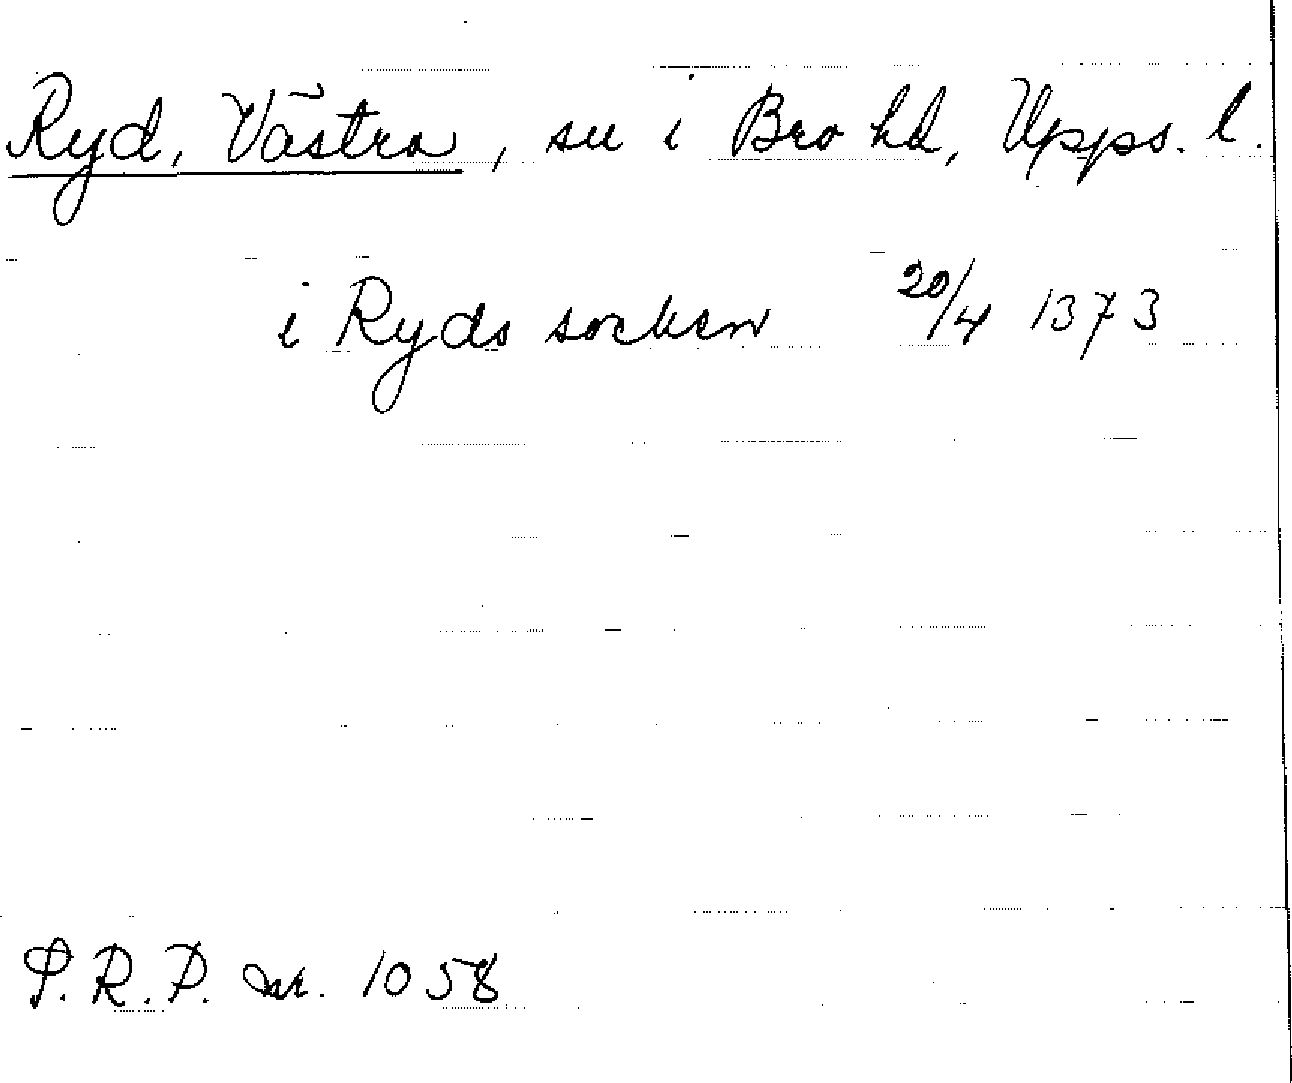 Ryd, Västra, sn i Bro hd, Upps. l.
i Ryds socken 20/4 1373
P.R.P. nr. 1058